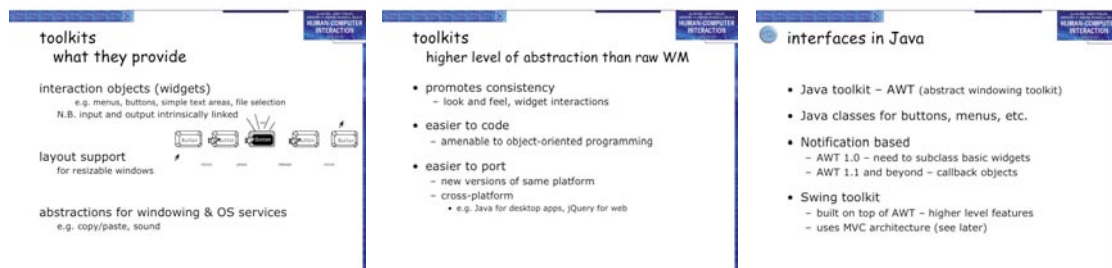 HUMAN-COMPUTER
INTERACTION
toolkits
what they provide
interaction objects (widgets)
e.g. menus, buttons, simple text areas, file selection
N.B. input and output intrinsically linked
move press release move
layout support
for resizable windows
abstractions for windowing & OS services
e.g. copy/paste, sound
HUMAN-COMPUTER
INTERACTION
toolkits
higher level of abstraction than raw WM
• promotes consistency
– look and feel, widget interactions
• easier to code
– amenable to object-oriented programming
• easier to port
– new versions of same platform
– cross-platform
• e.g. Java for desktop apps, jQuery for web
HUMAN-COMPUTER
INTERACTION
interfaces in Java
• Java toolkit – AWT (abstract windowing toolkit)
• Java classes for buttons, menus, etc.
• Notification based
– AWT 1.0 – need to subclass basic widgets
– AWT 1.1 and beyond – callback objects
• Swing toolkit
– built on top of AWT – higher level features
– uses MVC architecture (see later)